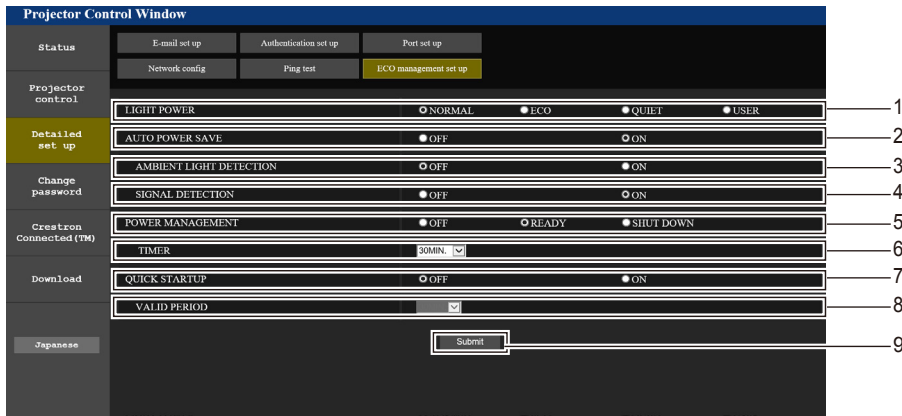 Projector Control Window
Status
E-mail set up Authentication set up Port set up
Network config Ping test ECO management set up
Projector
control
Detailed
set up
Change
password
Crestron
Connected(TM)
Download
Japanese
LIGHT POWER NORMAL ECO QUIET USER 1
AUTO POWER SAVE OFF ON 2
AMBIENT LIGHT DETECTION OFF ON 3
SIGNAL DETECTION OFF ON 4
POWER MANAGEMENT OFF READY SHUT DOWN 5
TIMER 30MIN. 6
QUICK STARTUP OFF ON 7
VALID PERIOD 8
Submit 9